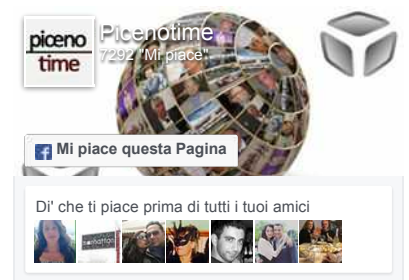 piceno
time
Picenotime
7292 "Mi piace"
Mi piace questa Pagina
Di' che ti piace prima di tutti i tuoi amici
manhattan